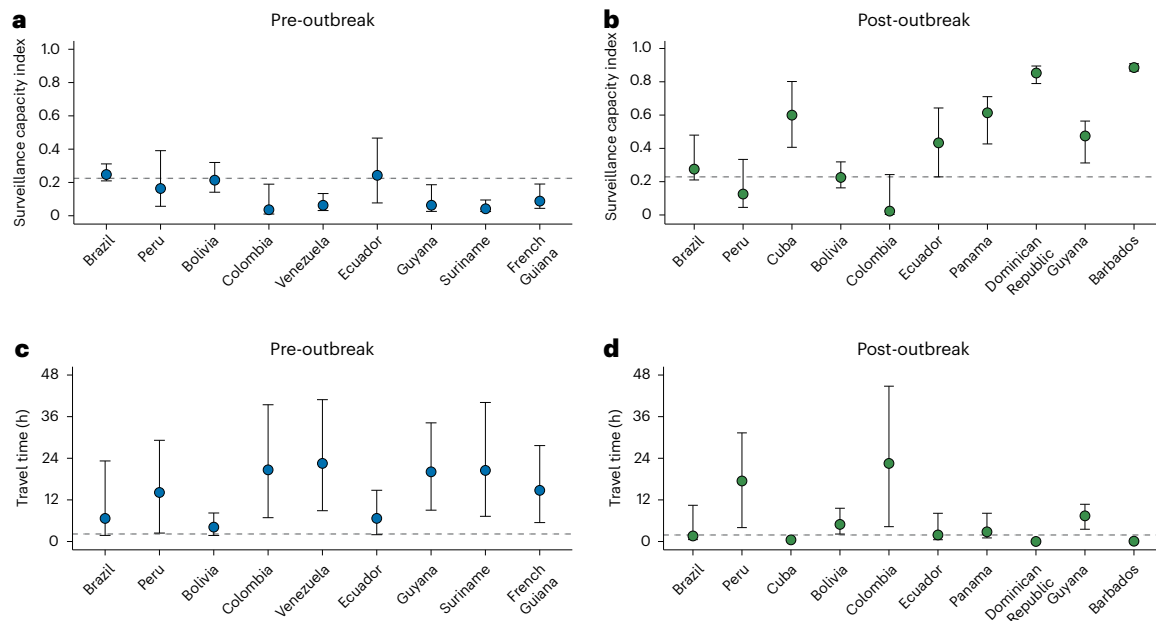 a
Pre-outbreak
Surveillance capacity index
1.0
0.8
0.6
0.4
0.2
0
Brazil
Peru
Bolivia
Colombia
Venezuela
Ecuador
Guyana
Suriname
French
Guiana
b
Post-outbreak
Surveillance capacity index
1.0
0.8
0.6
0.4
0.2
0
Brazil
Peru
Cuba
Bolivia
Colombia
Ecuador
Panama
Dominican
Republic
Guyana
Barbados
c
Pre-outbreak
Travel time (h)
48
36
24
12
0
Brazil
Peru
Bolivia
Colombia
Venezuela
Ecuador
Guyana
Suriname
French
Guiana
d
Post-outbreak
Travel time (h)
48
36
24
12
0
Brazil
Peru
Cuba
Bolivia
Colombia
Ecuador
Panama
Dominican
Republic
Guyana
Barbados